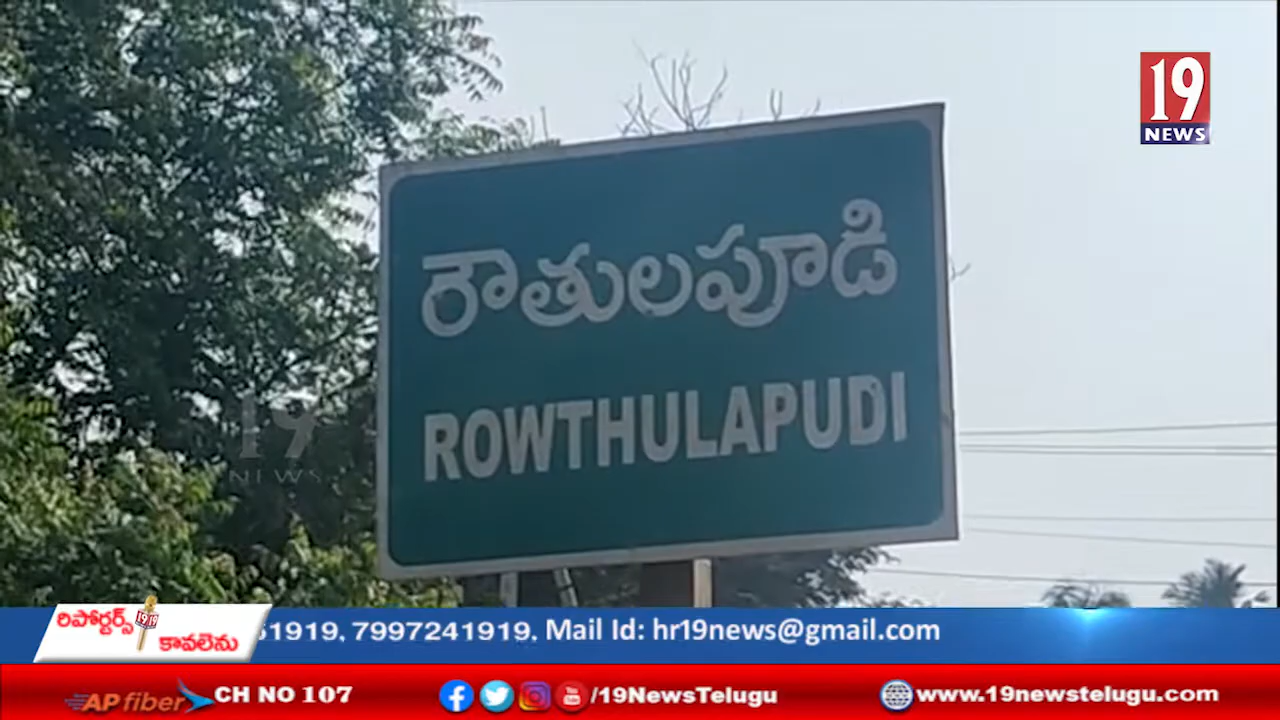 19
NEWS
రౌతులపూడి
ROWTHULAPUDI
19
NEWS
రిపోర్టర్స్ 1919
కావలెను
61919, 7997241919, Mail Id: hr19news@gmail.com
AP fiber CH NO 107
/19NewsTelugu
www.19newstelugu.com